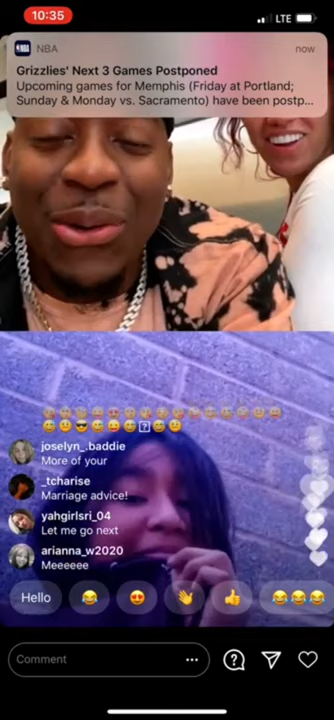 10:35
LTE
NBA
NBA
now
Grizzlies' Next 3 Games Postponed
Upcoming games for Memphis (Friday at Portland;
Sunday & Monday vs. Sacramento) have been postp...
joselyn_.baddie
More of your
_tcharise
Marriage advice!
yahgirlsri_04
Let me go next
arianna_w2020
Meeeeee
Hello
Comment